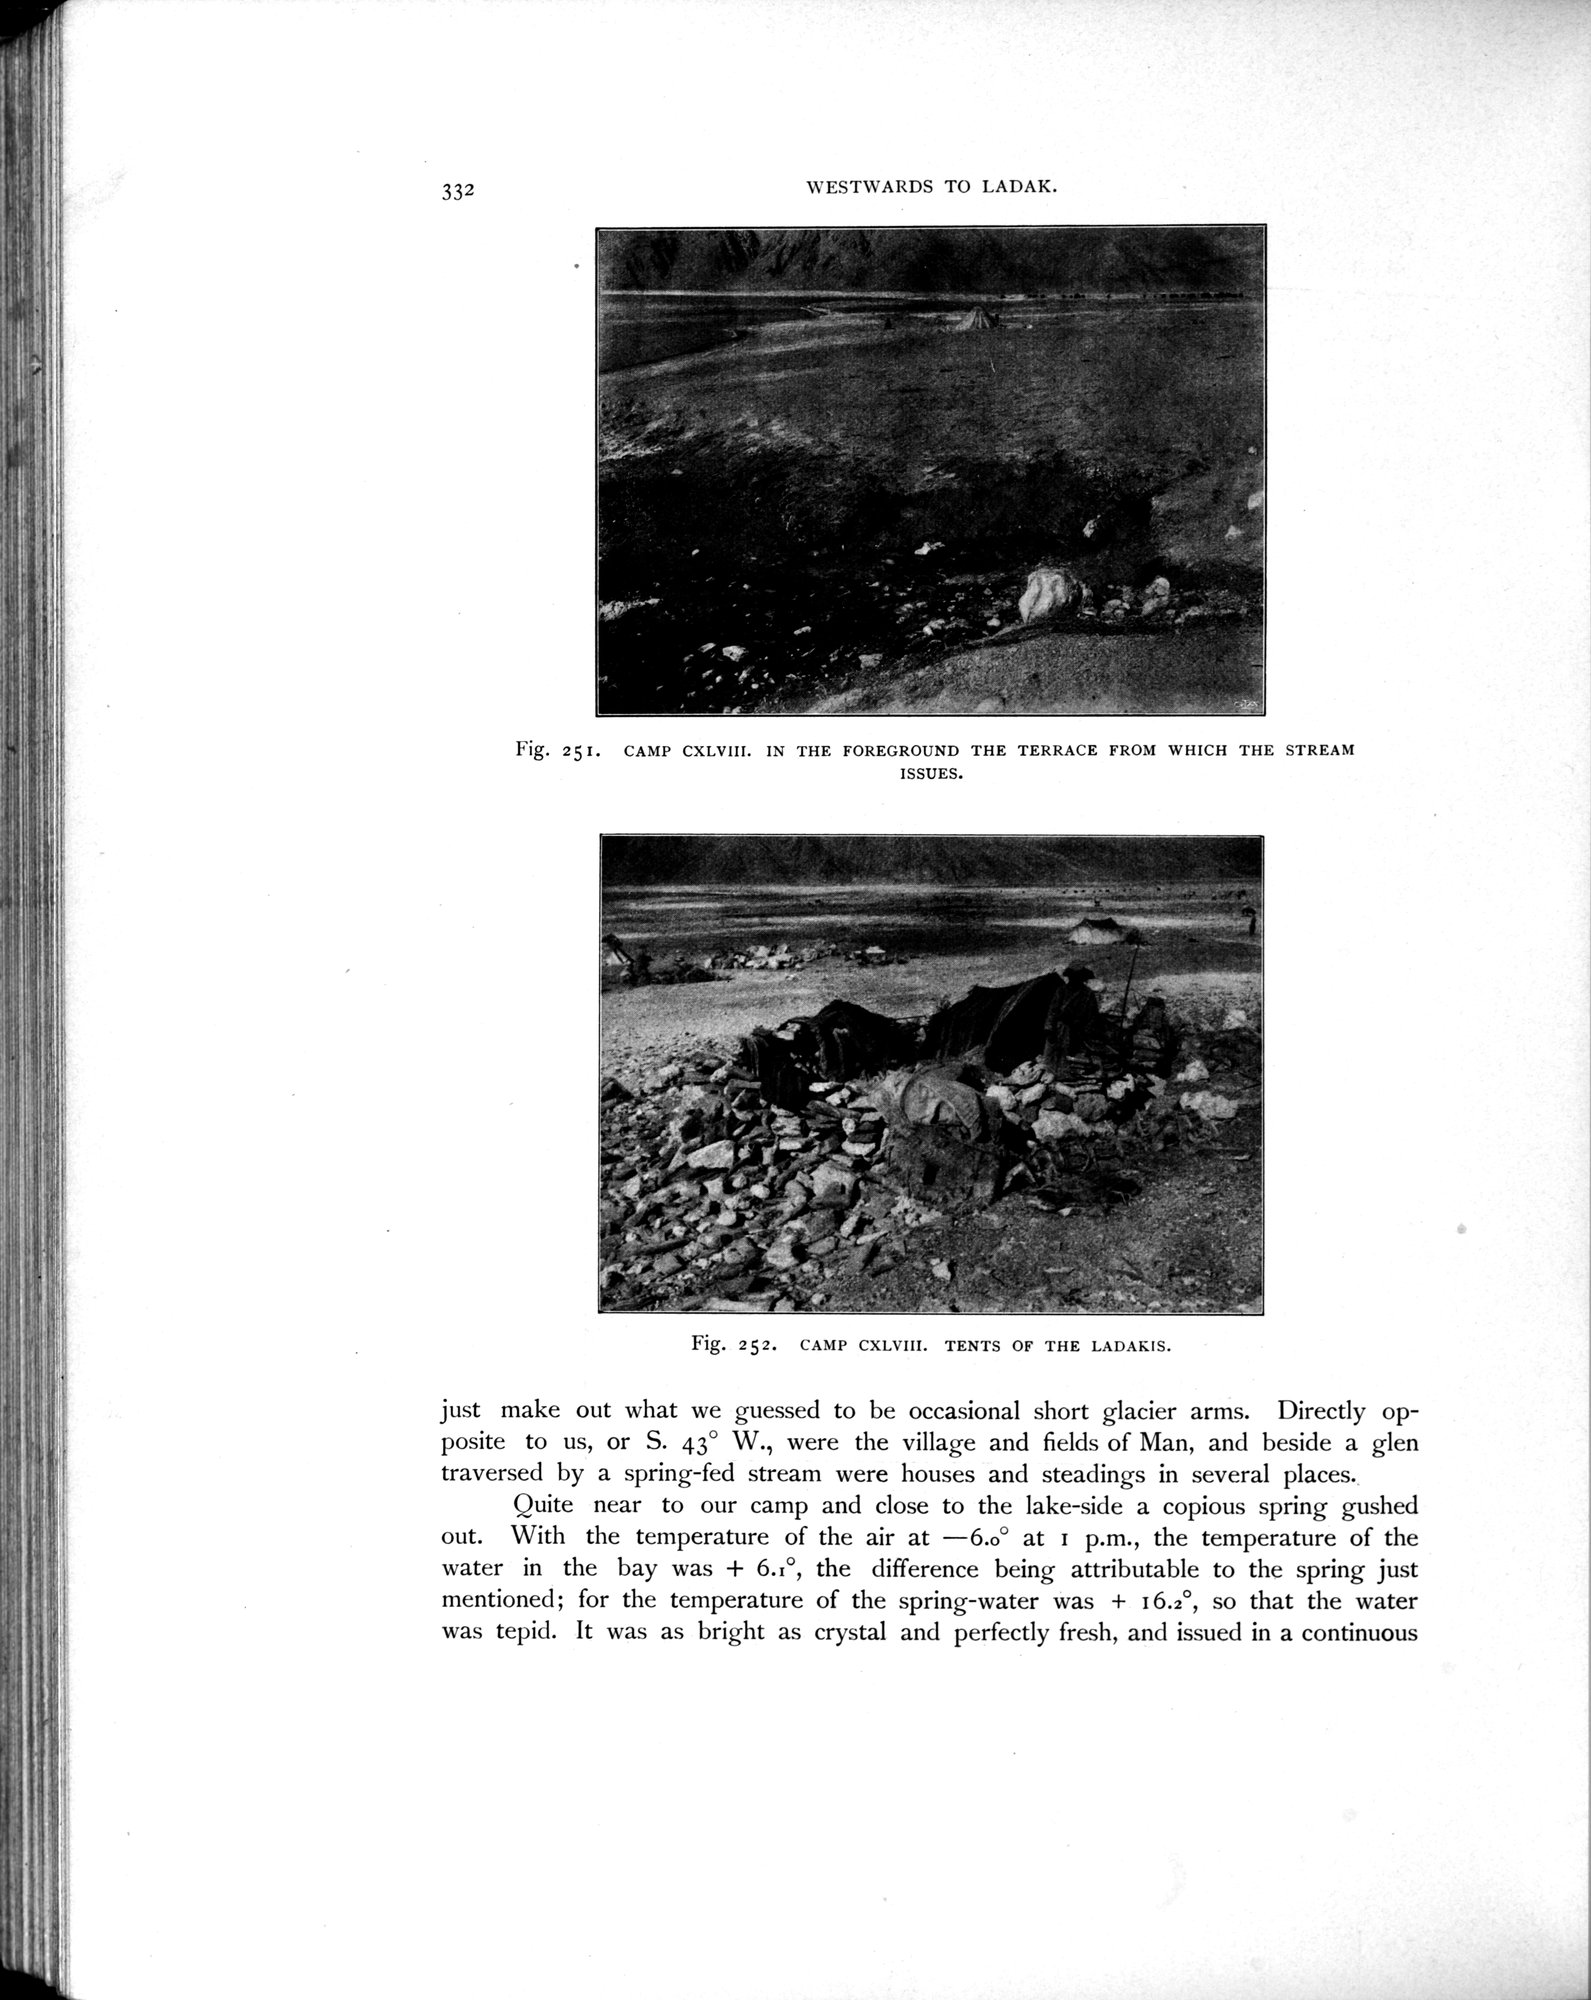 332
WESTWARDS TO LADAK.
Fig. 251. CAMP CXLVIII. IN THE FOREGROUND THE TERRACE FROM WHICH THE STREAM
ISSUES.
Fig. 252. CAMP CXLVIII. TENTS OF THE LADAKIS.
just make out what we guessed to be occasional short glacier arms. Directly op-
posite to us, or S. 43° W., were the village and fields of Man, and beside a glen
traversed by a spring-fed stream were houses and steadings in several places.
Quite near to our camp and close to the lake-side a copious spring gushed
out. With the temperature of the air at —6.0° at 1 p.m., the temperature of the
water in the bay was + 6.1°, the difference being attributable to the spring just
mentioned; for the temperature of the spring-water was + 16.2°, so that the water
was tepid. It was as bright as crystal and perfectly fresh, and issued in a continuous